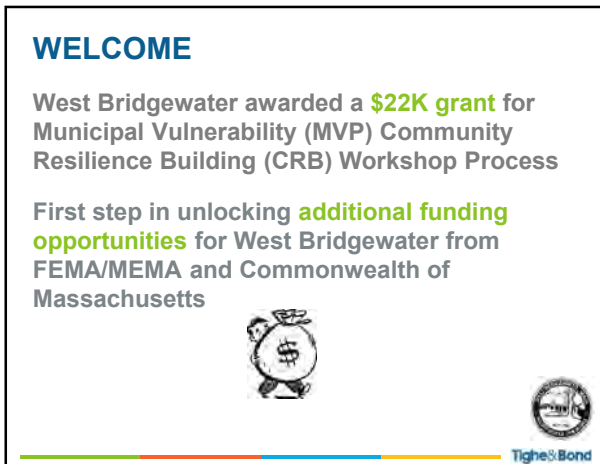 WELCOME
West Bridgewater awarded a $22K grant for
Municipal Vulnerability (MVP) Community
Resilience Building (CRB) Workshop Process
First step in unlocking additional funding
opportunities for West Bridgewater from
FEMA/MEMA and Commonwealth of
Massachusetts
$
Tighe&Bond